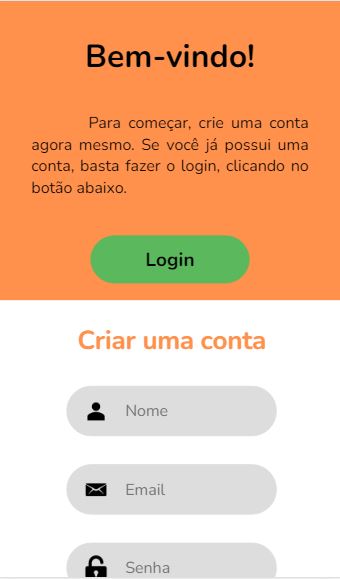 Bem-vindo!
Para começar, crie uma conta
agora mesmo. Se você já possui uma
conta, basta fazer o login, clicando no
botão abaixo.
Login
Criar uma conta
Nome
Email
Senha